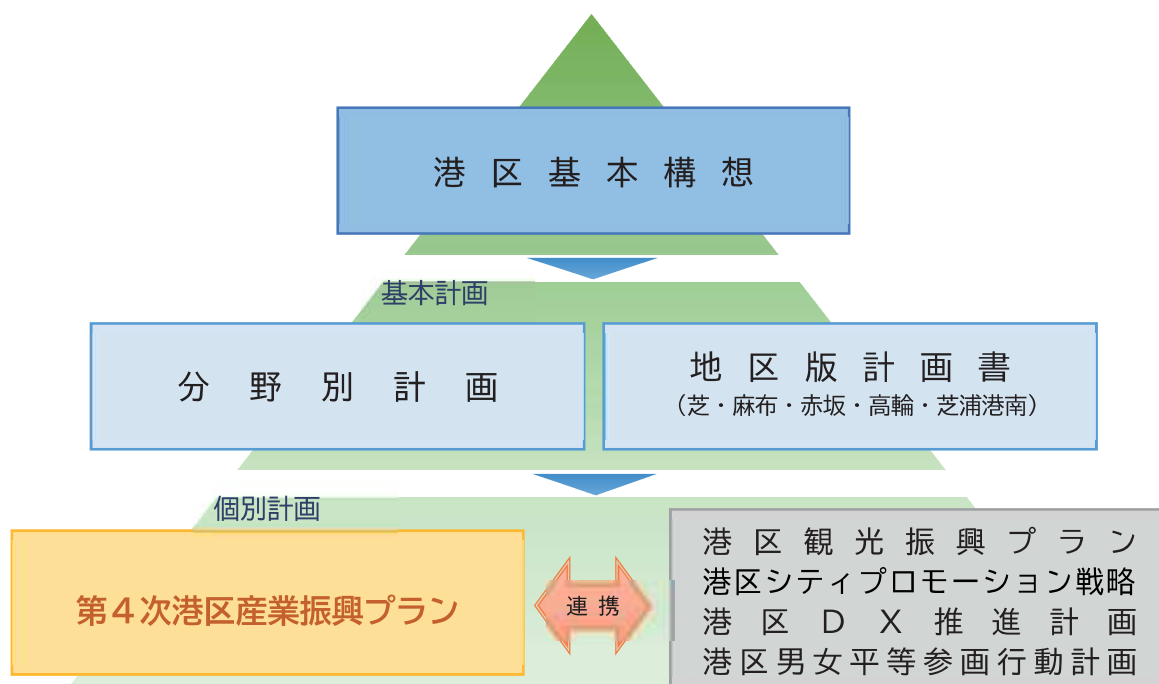 港区基本構想
基本計画
分野別計画
地区版計画書
（芝・麻布・赤坂・高輪・芝浦港南）
個別計画
第４次港区産業振興プラン
連携
港区観光振興プラン
港区シティプロモーション戦略
港区ＤＸ推進計画
港区男女平等参画行動計画